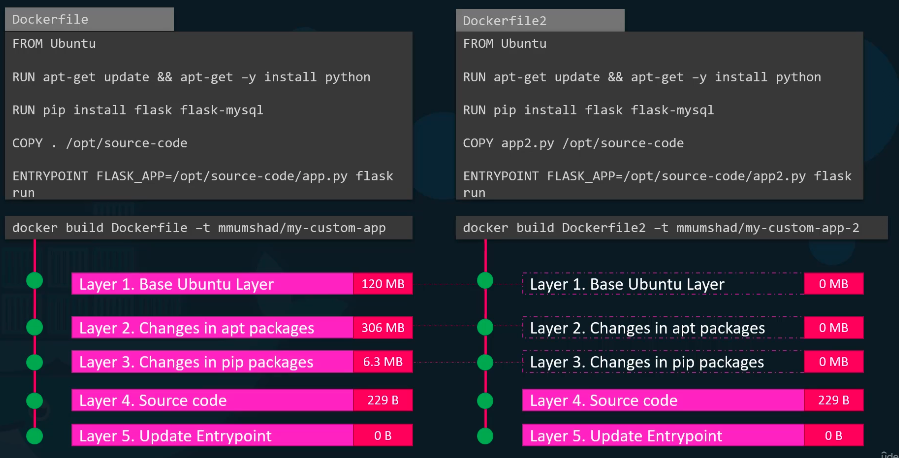 Dockerfile
FROM Ubuntu
RUN apt-get update && apt-get –y install python
RUN pip install flask flask-mysql
COPY . /opt/source-code
ENTRYPOINT FLASK_APP=/opt/source-code/app.py flask
run
docker build Dockerfile –t mmumshad/my-custom-app
Layer 1. Base Ubuntu Layer 120 MB
Layer 2. Changes in apt packages 306 MB
Layer 3. Changes in pip packages 6.3 MB
Layer 4. Source code 229 B
Layer 5. Update Entrypoint 0 B
Dockerfile2
FROM Ubuntu
RUN apt-get update && apt-get –y install python
RUN pip install flask flask-mysql
COPY app2.py /opt/source-code
ENTRYPOINT FLASK_APP=/opt/source-code/app2.py flask
run
docker build Dockerfile2 –t mmumshad/my-custom-app-2
Layer 1. Base Ubuntu Layer 0 MB
Layer 2. Changes in apt packages 0 MB
Layer 3. Changes in pip packages 0 MB
Layer 4. Source code 229 B
Layer 5. Update Entrypoint 0 B